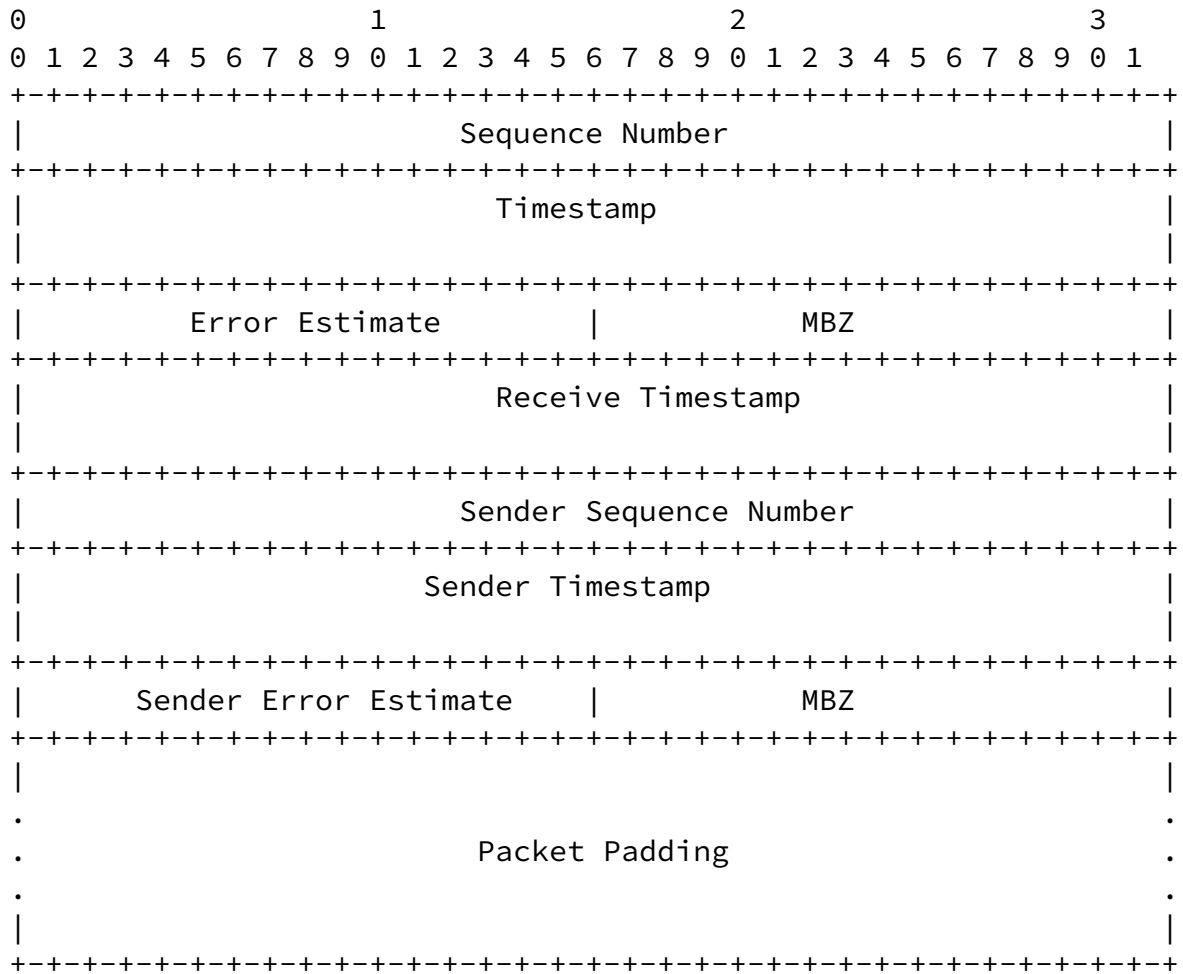 0                   1                   2                   3
0 1 2 3 4 5 6 7 8 9 0 1 2 3 4 5 6 7 8 9 0 1 2 3 4 5 6 7 8 9 0 1
+-+-+-+-+-+-+-+-+-+-+-+-+-+-+-+-+-+-+-+-+-+-+-+-+-+-+-+-+-+-+-+-+
|                        Sequence Number                        |
+-+-+-+-+-+-+-+-+-+-+-+-+-+-+-+-+-+-+-+-+-+-+-+-+-+-+-+-+-+-+-+-+
|                          Timestamp                            |
|                                                               |
+-+-+-+-+-+-+-+-+-+-+-+-+-+-+-+-+-+-+-+-+-+-+-+-+-+-+-+-+-+-+-+-+
|         Error Estimate        |           MBZ                 |
+-+-+-+-+-+-+-+-+-+-+-+-+-+-+-+-+-+-+-+-+-+-+-+-+-+-+-+-+-+-+-+-+
|                          Receive Timestamp                    |
|                                                               |
+-+-+-+-+-+-+-+-+-+-+-+-+-+-+-+-+-+-+-+-+-+-+-+-+-+-+-+-+-+-+-+-+
|                        Sender Sequence Number                 |
+-+-+-+-+-+-+-+-+-+-+-+-+-+-+-+-+-+-+-+-+-+-+-+-+-+-+-+-+-+-+-+-+
|                      Sender Timestamp                         |
|                                                               |
+-+-+-+-+-+-+-+-+-+-+-+-+-+-+-+-+-+-+-+-+-+-+-+-+-+-+-+-+-+-+-+-+
|      Sender Error Estimate    |           MBZ                 |
+-+-+-+-+-+-+-+-+-+-+-+-+-+-+-+-+-+-+-+-+-+-+-+-+-+-+-+-+-+-+-+-+
|                                                               |
.                                                               .
.                         Packet Padding                        .
.                                                               .
|                                                               |
+-+-+-+-+-+-+-+-+-+-+-+-+-+-+-+-+-+-+-+-+-+-+-+-+-+-+-+-+-+-+-+-+